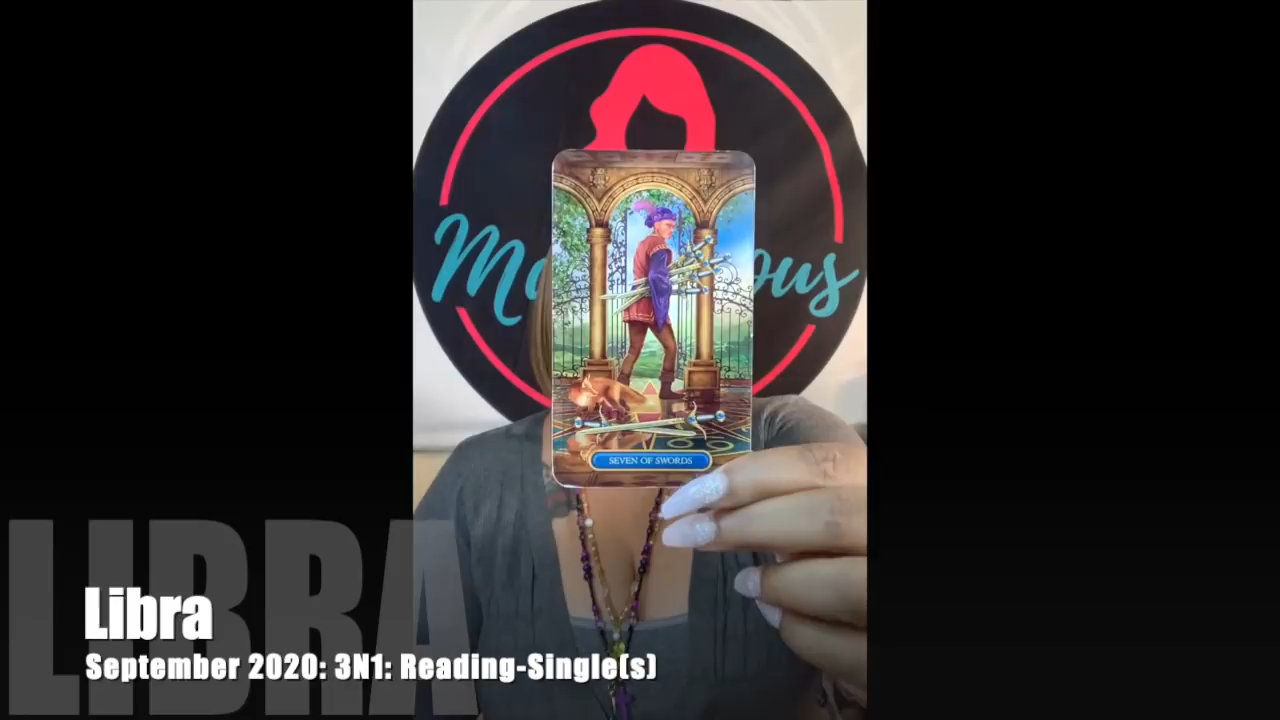 SEVEN OF SWORDS
LIBRA
Libra
September 2020: 3N1: Reading-Single(s)